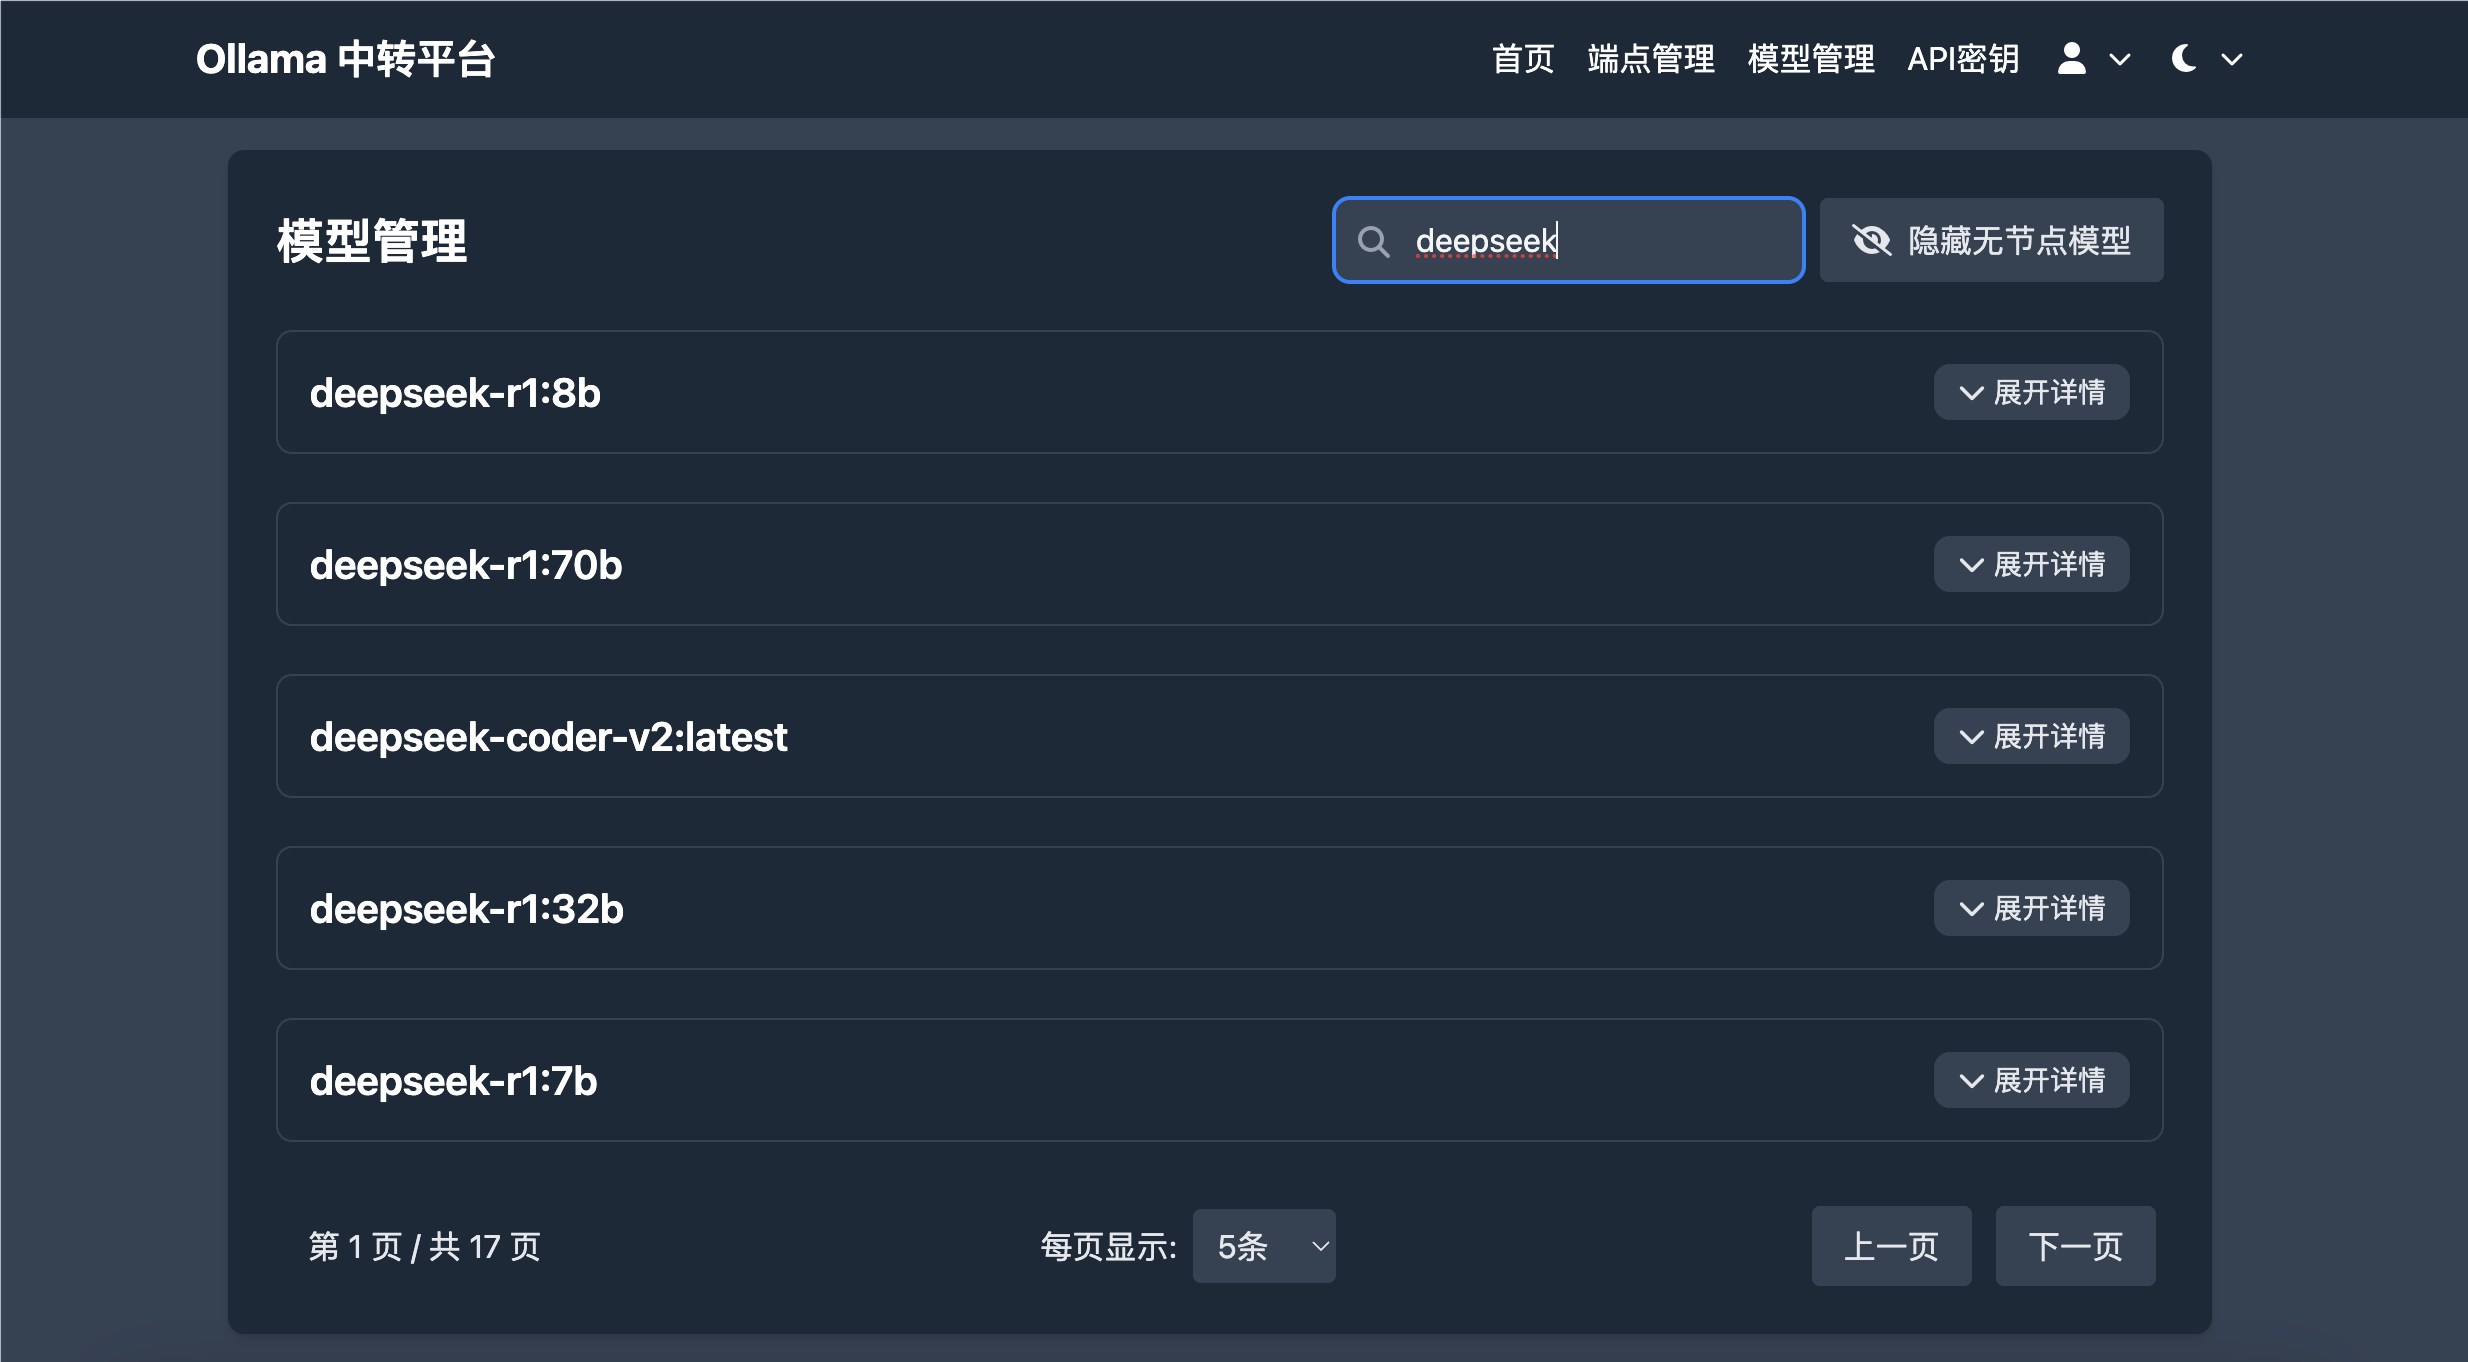 Ollama 中转平台
首页 端点管理 模型管理 API密钥
模型管理
deepseek
隐藏无节点模型
deepseek-r1:8b
展开详情
deepseek-r1:70b
展开详情
deepseek-coder-v2:latest
展开详情
deepseek-r1:32b
展开详情
deepseek-r1:7b
展开详情
第 1 页 / 共 17 页
每页显示: 5条
上一页 下一页